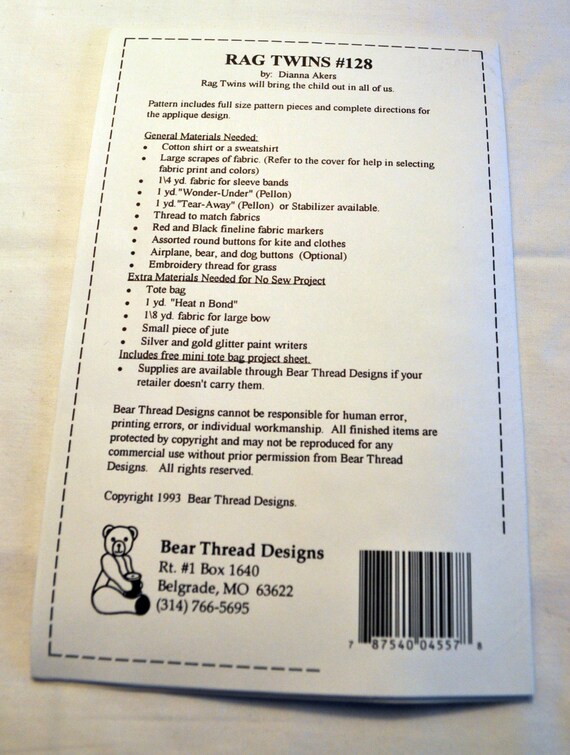 RAG TWINS #128
by: Dianna Akers
Rag Twins will bring the child out in all of us.
Pattern includes full size pattern pieces and complete directions for
the applique design.
General Materials Needed:
• Cotton shirt or a sweatshirt
• Large scrapes of fabric. (Refer to the cover for help in selecting
fabric print and colors)
• 1\4 yd. fabric for sleeve bands
• 1 yd."Wonder-Under" (Pellon)
• 1 yd."Tear-Away" (Pellon) or Stabilizer available.
• Thread to match fabrics
• Red and Black fineline fabric markers
• Assorted round buttons for kite and clothes
• Airplane, bear, and dog buttons (Optional)
• Embroidery thread for grass
Extra Materials Needed for No Sew Project
• Tote bag
• 1 yd. "Heat n Bond"
• 1\8 yd. fabric for large bow
• Small piece of jute
• Silver and gold glitter paint writers
Includes free mini tote bag project sheet.
• Supplies are available through Bear Thread Designs if your
retailer doesn't carry them.
Bear Thread Designs cannot be responsible for human error,
printing errors, or individual workmanship. All finished items are
protected by copyright and may not be reproduced for any
commercial use without prior permission from Bear Thread
Designs. All rights reserved.
Copyright 1993 Bear Thread Designs.
Bear Thread Designs
Rt. #1 Box 1640
Belgrade, MO 63622
(314) 766-5695
7 87540 04557 8